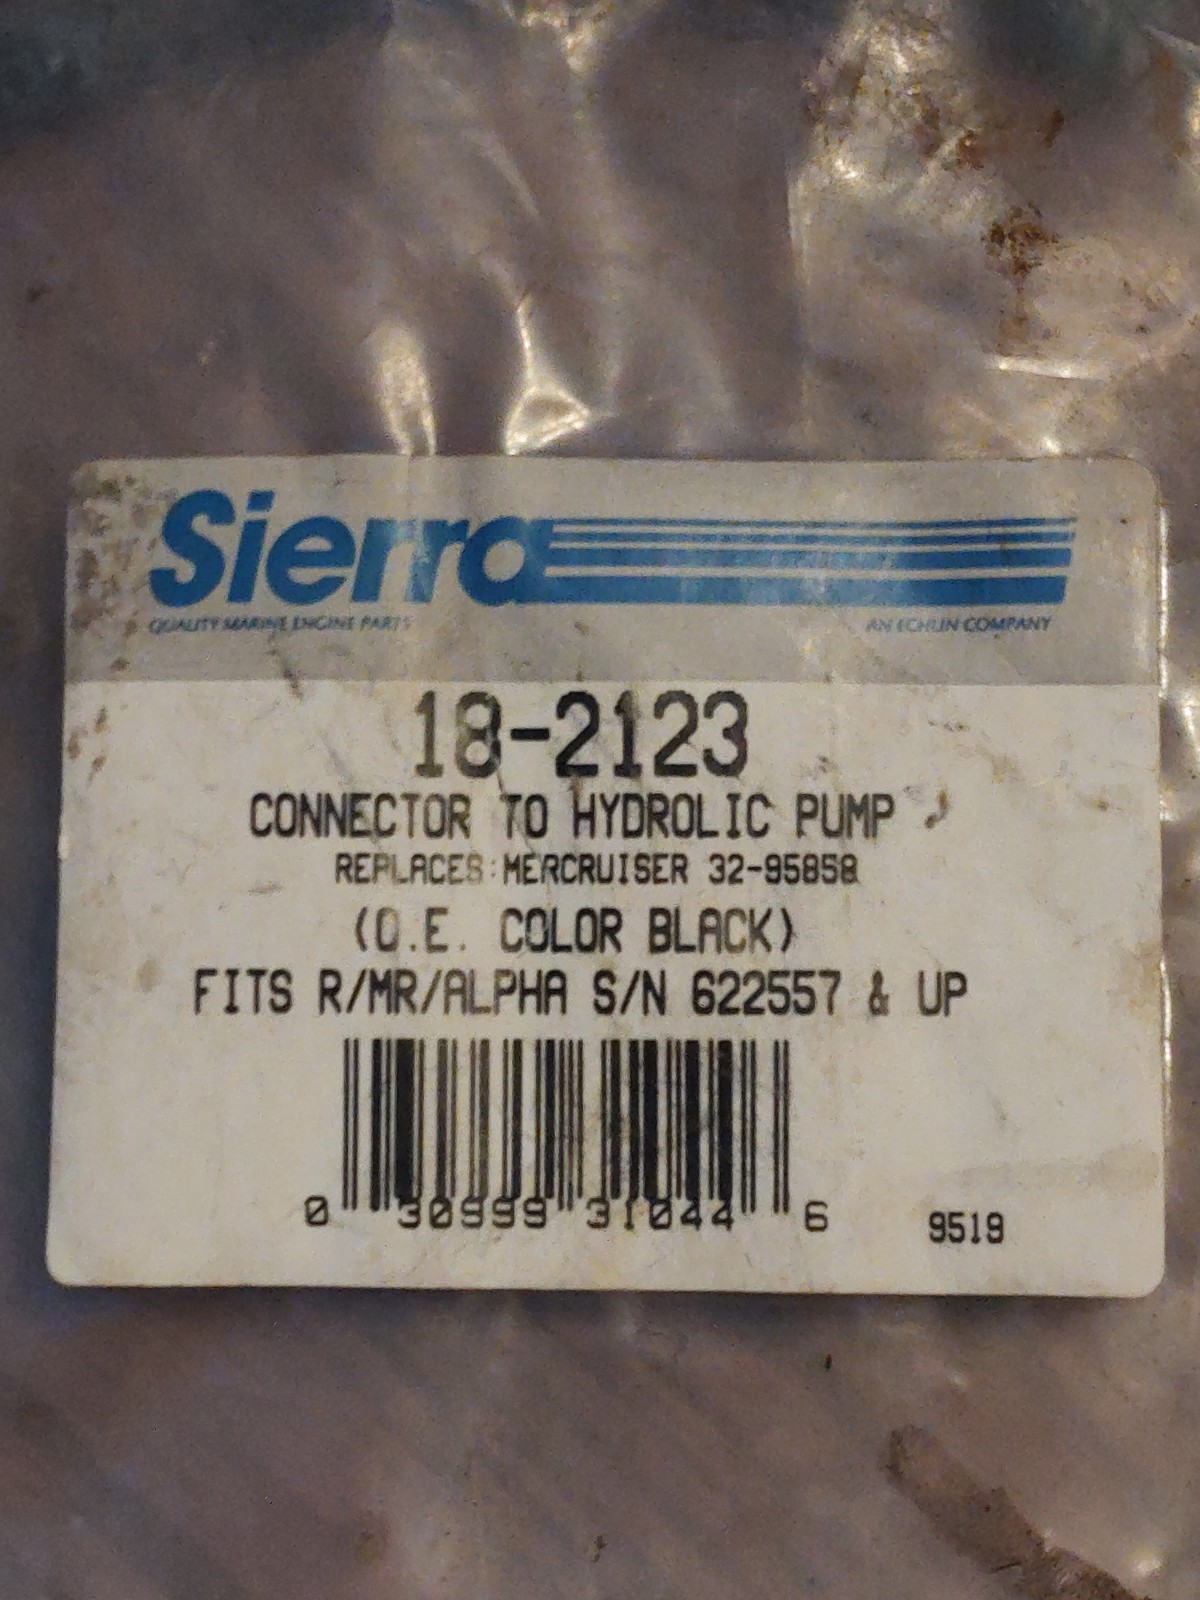 Sierra
QUALITY MARINE ENGINE PARTS
AN ECHLIN COMPANY
18-2123
CONNECTOR TO HYDROLIC PUMP
REPLACES: MERCRUISER 32-95858
(O.E. COLOR BLACK)
FITS R/MR/ALPHA S/N 622557 & UP
0 30999 31044 6
9519